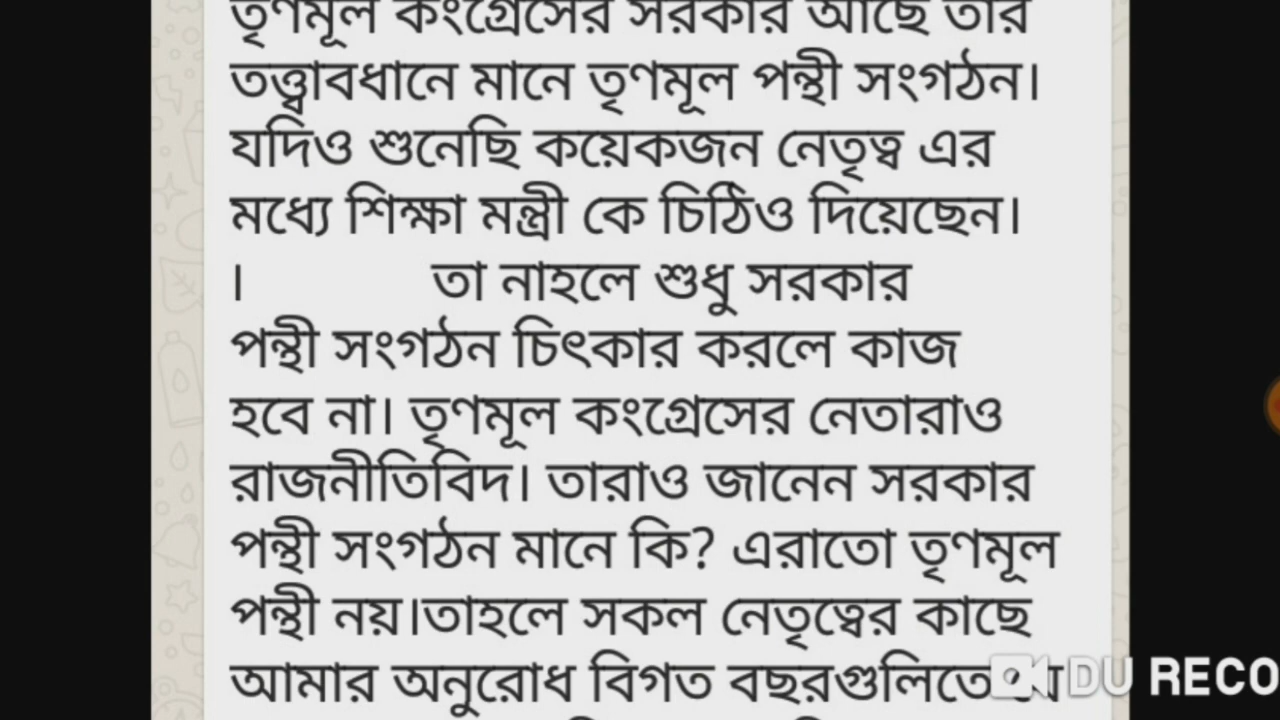 তৃণমূল কংগ্রেসের সরকার আছে তার
তত্ত্বাবধানে মানে তৃণমূল পন্থী সংগঠন।
যদিও শুনেছি কয়েকজন নেতৃত্ব এর
মধ্যে শিক্ষা মন্ত্রী কে চিঠিও দিয়েছেন।
। তা নাহলে শুধু সরকার
পন্থী সংগঠন চিৎকার করলে কাজ
হবে না। তৃণমূল কংগ্রেসের নেতারাও
রাজনীতিবিদ। তারাও জানেন সরকার
পন্থী সংগঠন মানে কি? এরাতো তৃণমূল
পন্থী নয়।তাহলে সকল নেতৃত্বের কাছে
আমার অনুরোধ বিগত বছরগুলিতে
DU RECO